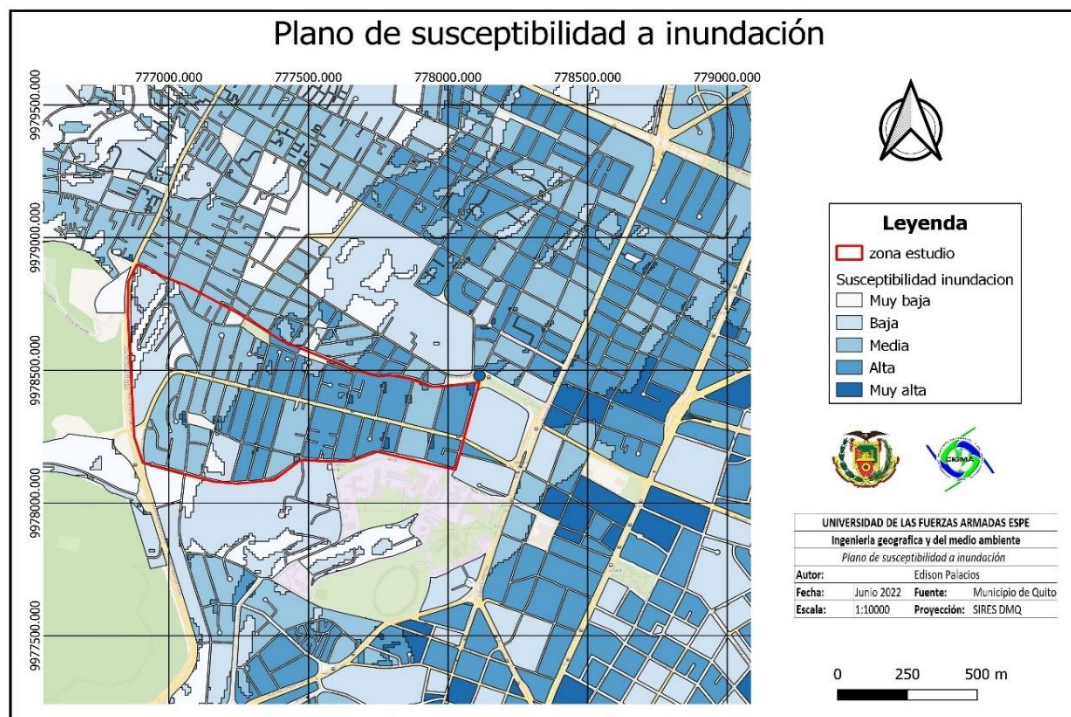 Plano de susceptibilidad a inundación
777000.000 777500.000 778000.000 778500.000 779000.000
9979500.000
9979000.000
9978500.000
9978000.000
9977500.000
Leyenda
zona estudio
Susceptibilidad inundacion
Muy baja
Baja
Media
Alta
Muy alta
CIGMA
UNIVERSIDAD DE LAS FUERZAS ARMADAS ESPE
Ingenieria geografica y del medio ambiente
Plano de susceptibilidad a inundación
Autor: Edison Palacios
Fecha: Junio 2022 Fuente: Municipio de Quito
Escala: 1:10000 Proyección: SIRES DMQ
0 250 500 m